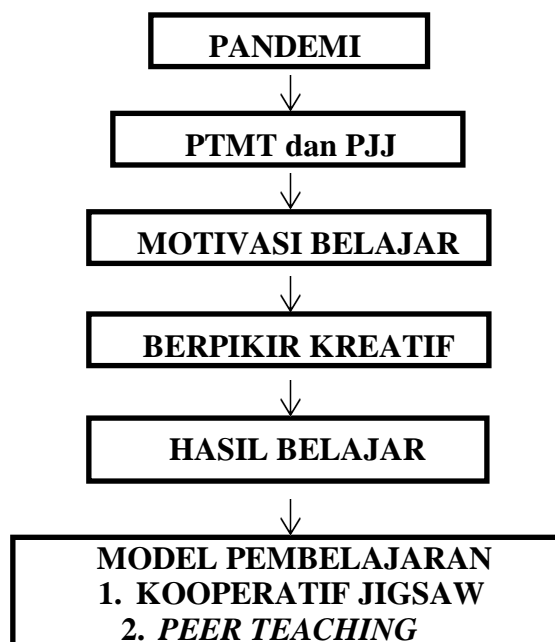 PANDEMI
PTMT dan PJJ
MOTIVASI BELAJAR
BERPIKIR KREATIF
HASIL BELAJAR
MODEL PEMBELAJARAN
1. KOOPERATIF JIGSAW
2. PEER TEACHING